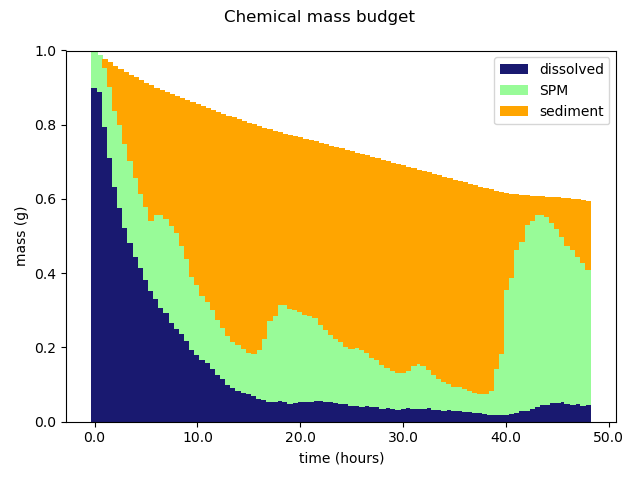 Chemical mass budget
1.0
0.8
0.6
0.4
0.2
0.0
mass (g)
dissolved
SPM
sediment
0.0 10.0 20.0 30.0 40.0 50.0
time (hours)